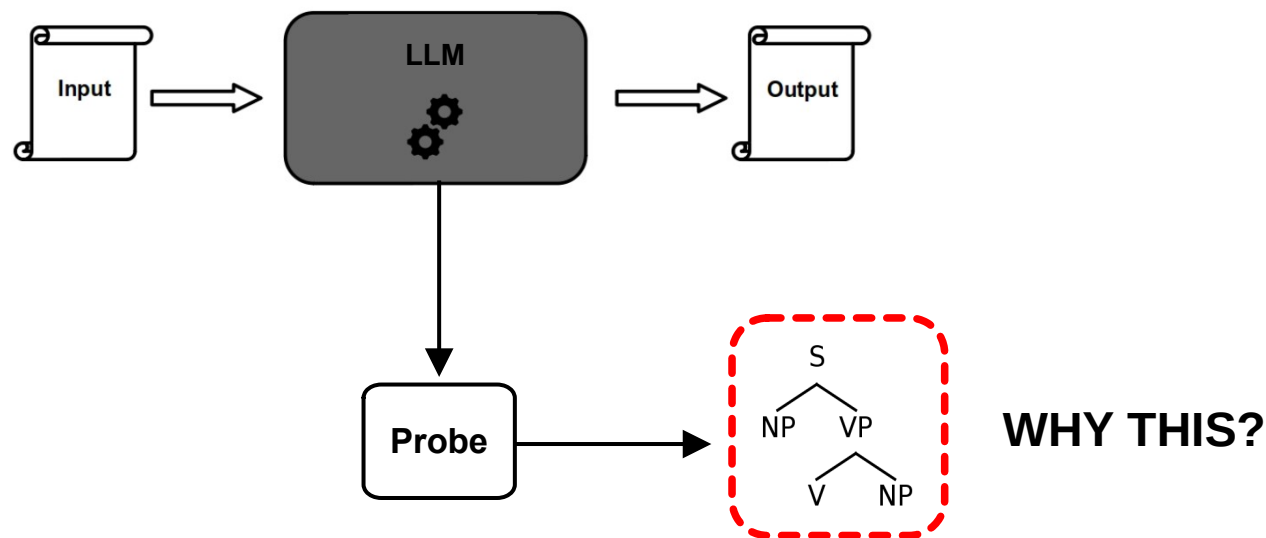 LLM
Input
Output
S
NP VP
WHY THIS?
Probe
V NP